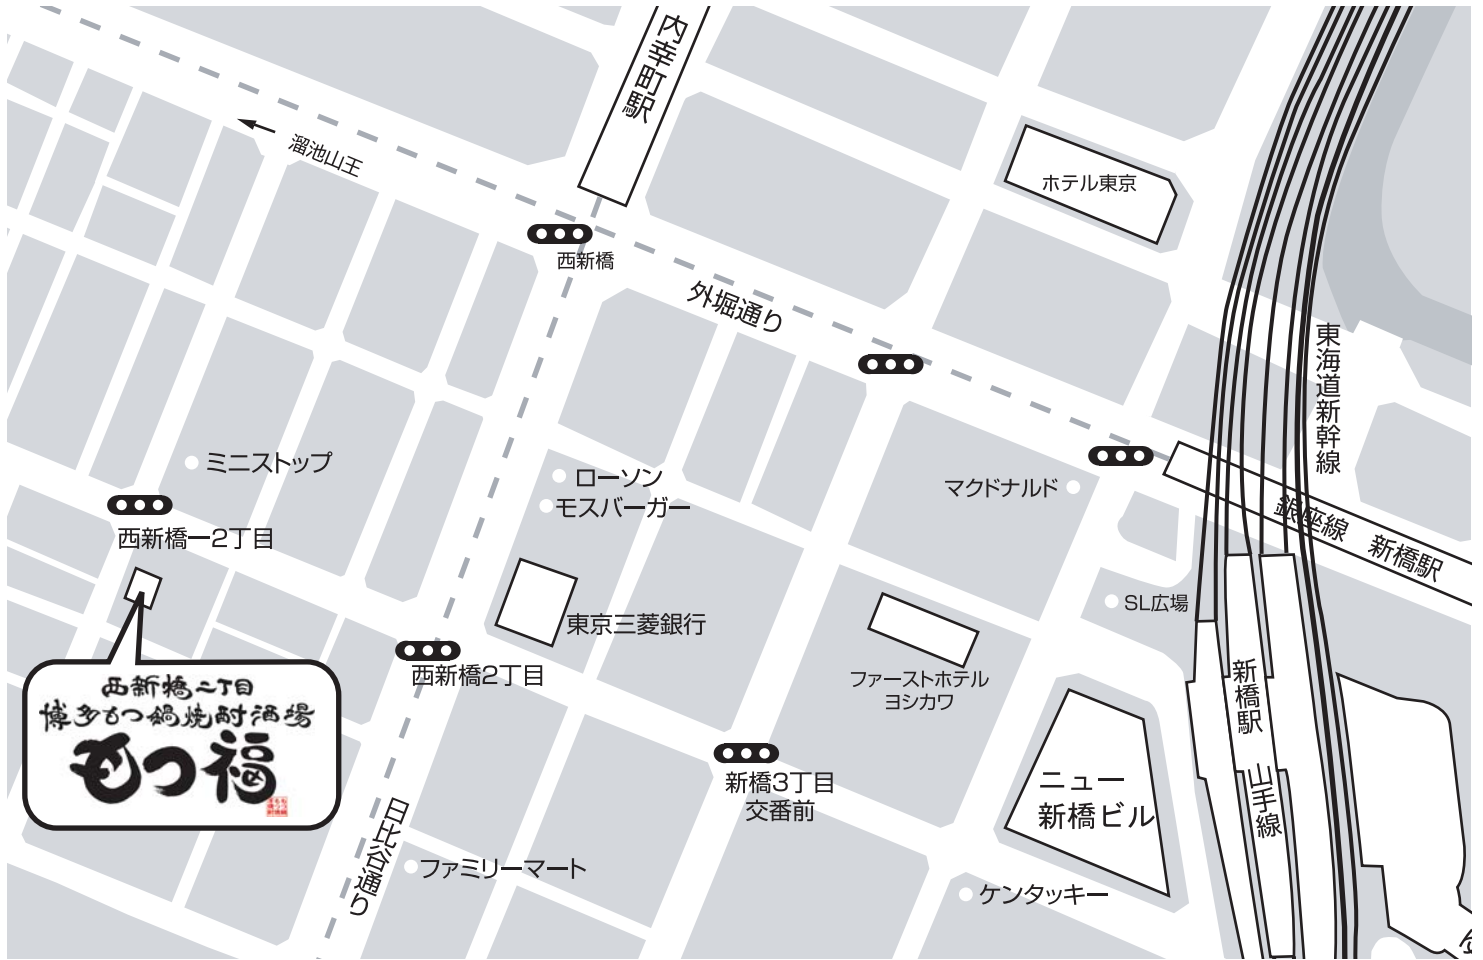 内幸町駅
溜池山王
ホテル東京
西新橋
外堀通り
東海道新幹線
ミニストップ
ローソン
モスバーガー
マクドナルド
西新橋一2丁目
銀座線 新橋駅
SL広場
東京三菱銀行
西新橋2丁目
ファーストホテル
ヨシカワ
新橋駅 山手線
西新橋二丁目
博多もつ鍋焼酎酒場
もつ福
新橋3丁目
交番前
ニュー
新橋ビル
日比谷通り
ファミリーマート
ケンタッキー